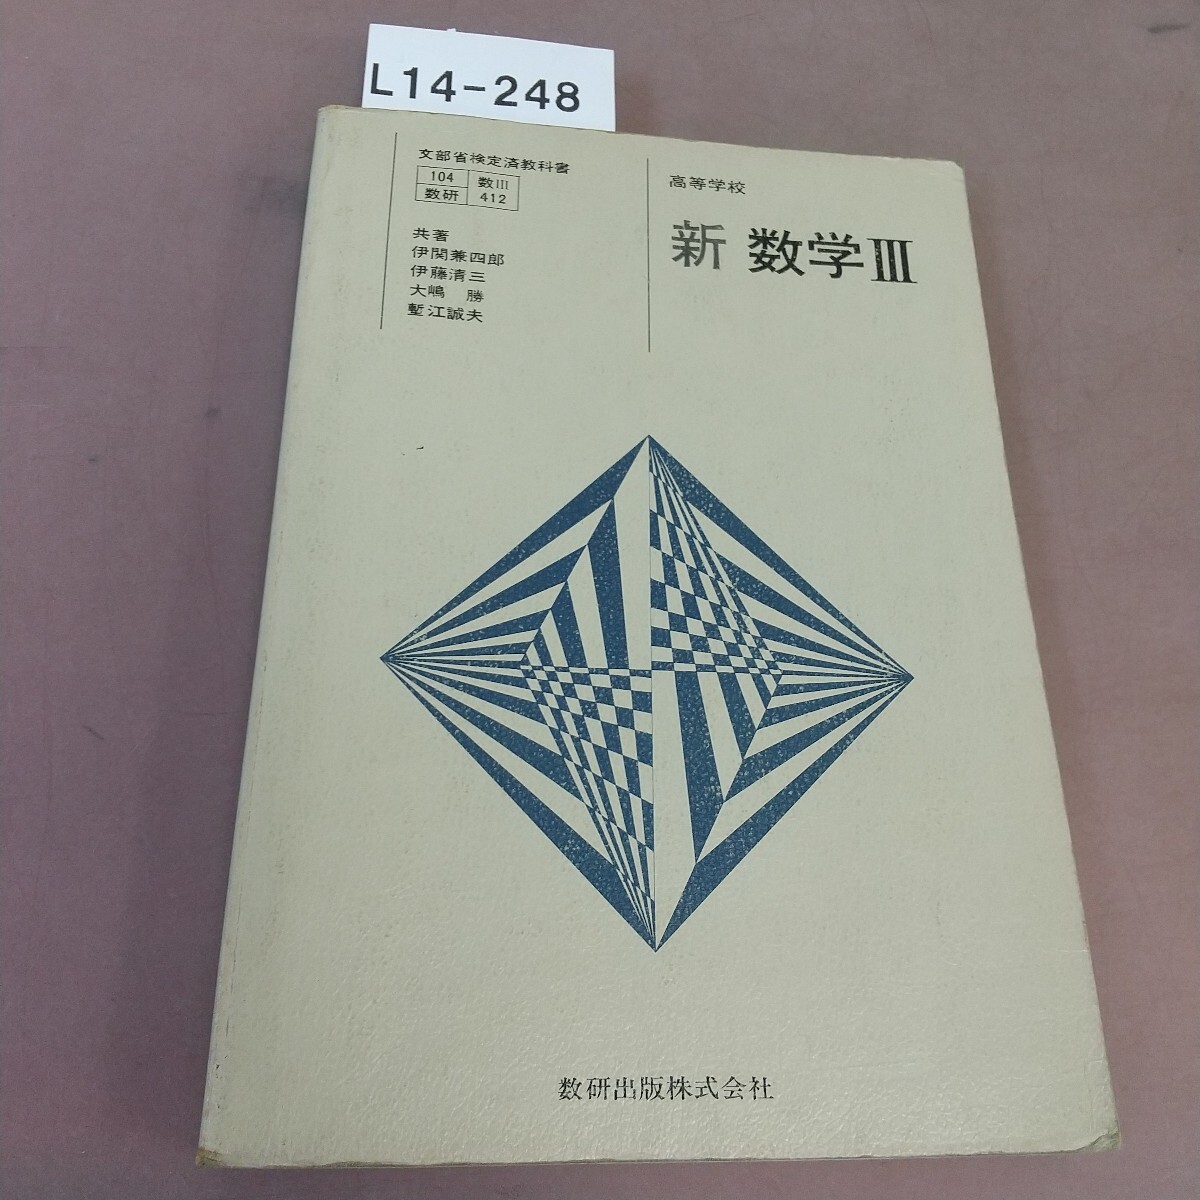 L14-248
文部省検定済教科書
104 数III
数研 412
共著
伊関兼四郎
伊藤清三
大嶋 勝
塹江誠夫
高等学校
新 数学III
数研出版株式会社